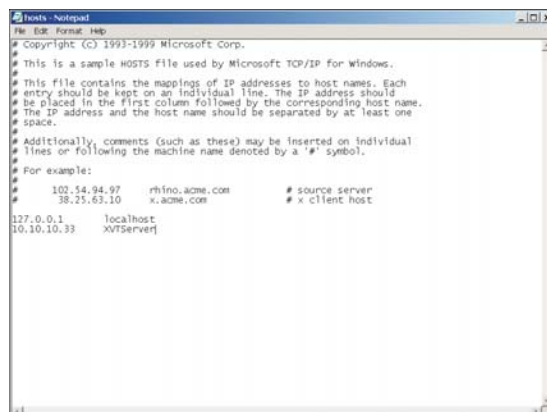 hosts - Notepad
File Edit Format Help
# Copyright (c) 1993-1999 Microsoft Corp.
#
# This is a sample HOSTS file used by Microsoft TCP/IP for Windows.
#
# This file contains the mappings of IP addresses to host names. Each
# entry should be kept on an individual line. The IP address should
# be placed in the first column followed by the corresponding host name.
# The IP address and the host name should be separated by at least one
# space.
#
# Additionally, comments (such as these) may be inserted on individual
# lines or following the machine name denoted by a '#' symbol.
#
# For example:
#
# 102.54.94.97 rhino.acme.com # source server
# 38.25.63.10 x.acme.com # x client host

127.0.0.1 localhost
10.10.10.33 XVTServer